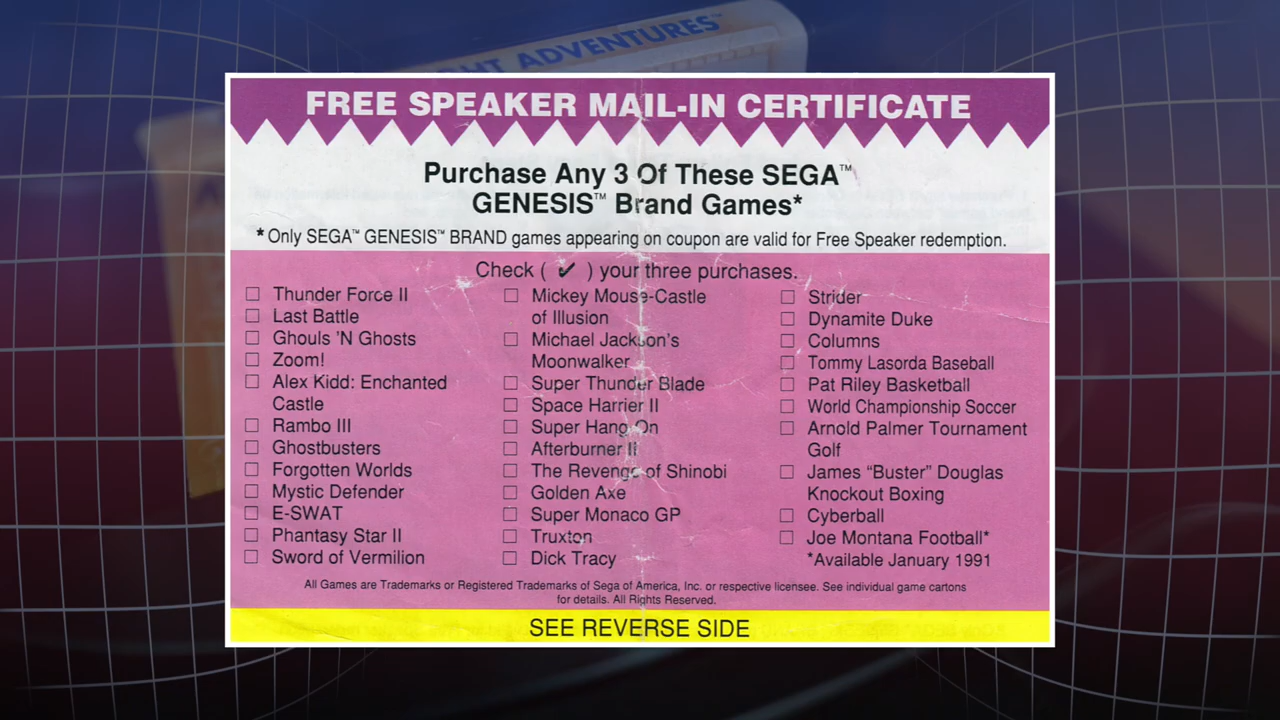 HT ADVENTURES™
FREE SPEAKER MAIL-IN CERTIFICATE
Purchase Any 3 Of These SEGA™
GENESIS™ Brand Games*
*Only SEGA™ GENESIS™ BRAND games appearing on coupon are valid for Free Speaker redemption.
Check ( ✔ ) your three purchases.
☐ Thunder Force II
☐ Last Battle
☐ Ghouls 'N Ghosts
☐ Zoom!
☐ Alex Kidd: Enchanted
Castle
☐ Rambo III
☐ Ghostbusters
☐ Forgotten Worlds
☐ Mystic Defender
☐ E-SWAT
☐ Phantasy Star II
☐ Sword of Vermilion
☐ Mickey Mouse-Castle
of Illusion
☐ Michael Jackson's
Moonwalker
☐ Super Thunder Blade
☐ Space Harrier II
☐ Super Hang-On
☐ Afterburner II
☐ The Revenge of Shinobi
☐ Golden Axe
☐ Super Monaco GP
☐ Truxton
☐ Dick Tracy
☐ Strider
☐ Dynamite Duke
☐ Columns
☐ Tommy Lasorda Baseball
☐ Pat Riley Basketball
☐ World Championship Soccer
☐ Arnold Palmer Tournament
Golf
☐ James "Buster" Douglas
Knockout Boxing
☐ Cyberball
☐ Joe Montana Football*
*Available January 1991
All Games are Trademarks or Registered Trademarks of Sega of America, Inc. or respective licensee. See individual game cartons
for details. All Rights Reserved.
SEE REVERSE SIDE